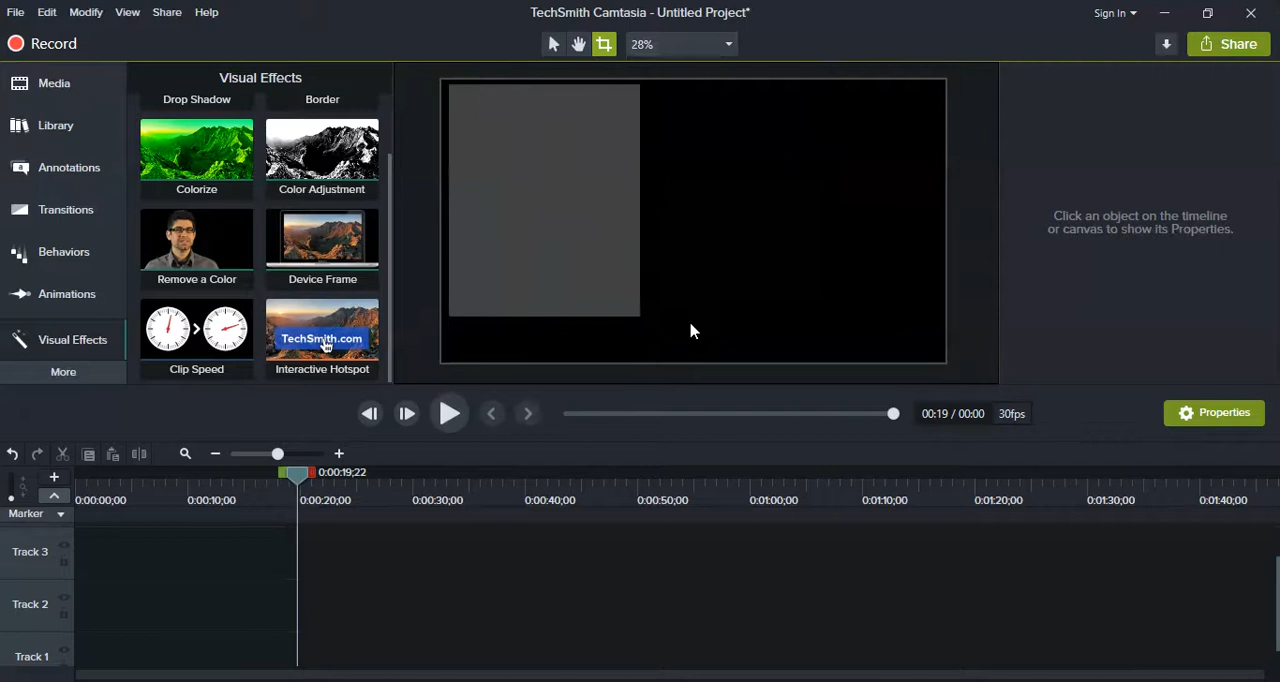 File Edit Modify View Share Help
TechSmith Camtasia - Untitled Project*
Sign In
Record
28%
Share
Media
Library
Annotations
Transitions
Behaviors
Animations
Visual Effects
More
Visual Effects
Drop Shadow Border
Colorize Color Adjustment
Remove a Color Device Frame
TechSmith.com
Clip Speed Interactive Hotspot
Click an object on the timeline
or canvas to show its Properties.
00:19 / 00:00 30fps
Properties
0:00:19;22
0:00:00;00 0:00:10;00 0:00:20;00 0:00:30;00 0:00:40;00 0:00:50;00 0:01:00;00 0:01:10;00 0:01:20;00 0:01:30;00 0:01:40;00
Marker
Track 3
Track 2
Track 1